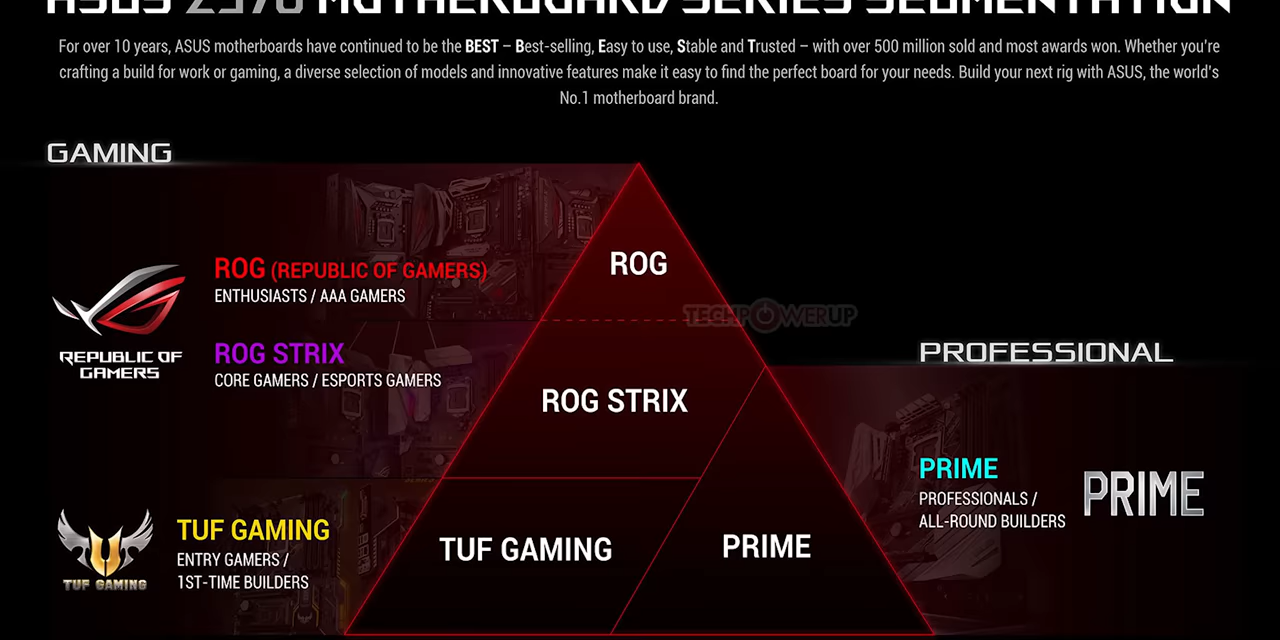 ASUS Z370 MOTHERBOARD SERIES SEGMENTATION
For over 10 years, ASUS motherboards have continued to be the BEST – Best-selling, Easy to use, Stable and Trusted – with over 500 million sold and most awards won. Whether you're
crafting a build for work or gaming, a diverse selection of models and innovative features make it easy to find the perfect board for your needs. Build your next rig with ASUS, the world's
No.1 motherboard brand.
GAMING
ROG
ROG (REPUBLIC OF GAMERS)
ENTHUSIASTS / AAA GAMERS
TECHPOWERUP
REPUBLIC OF
GAMERS
ROG STRIX
CORE GAMERS / ESPORTS GAMERS
PROFESSIONAL
ROG STRIX
PRIME
PROFESSIONALS /
ALL-ROUND BUILDERS
PRIME
TUF GAMING
ENTRY GAMERS /
1ST-TIME BUILDERS
TUF GAMING
TUF GAMING
PRIME